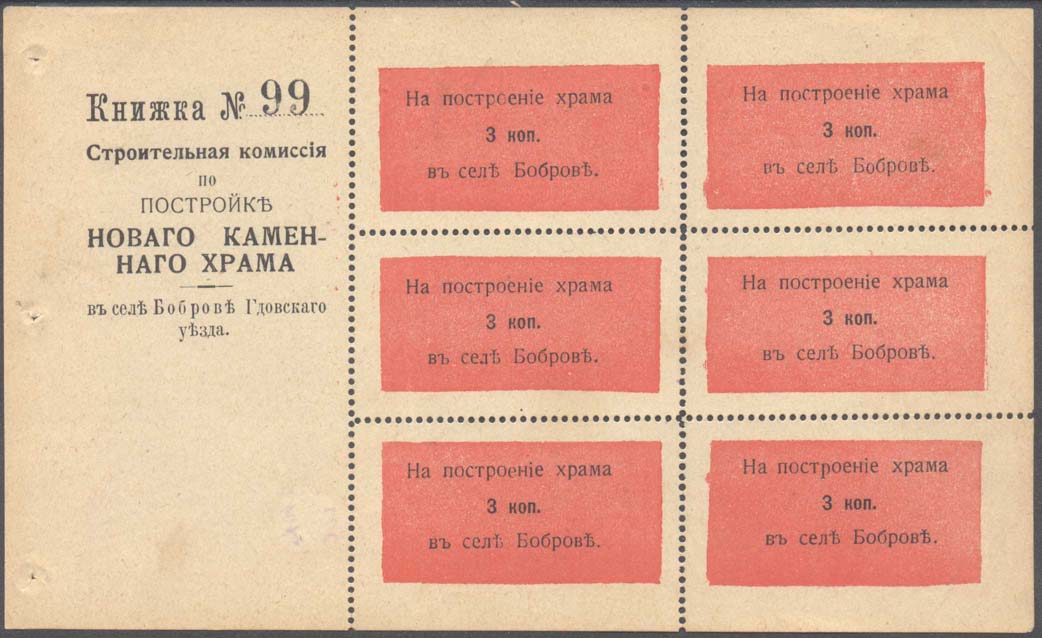 Книжка № 99
Строительная комиссія
по
ПОСТРОЙКѢ
НОВАГО КАМЕН-
НАГО ХРАМА
въ селѣ Бобровѣ Гдовскаго
уѣзда.
На построеніе храма
3 коп.
въ селѣ Бобровѣ.
На построеніе храма
3 коп.
въ селѣ Бобровѣ.
На построеніе храма
3 коп.
въ селѣ Бобровѣ.
На построеніе храма
3 коп.
въ селѣ Бобровѣ.
На построеніе храма
3 коп.
въ селѣ Бобровѣ.
На построеніе храма
3 коп.
въ селѣ Бобровѣ.